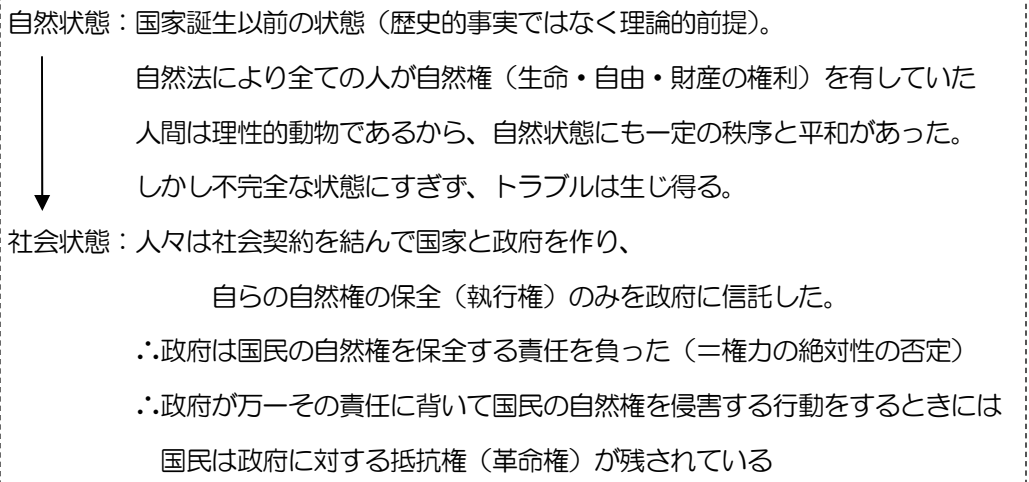 自然状態：国家誕生以前の状態（歴史的事実ではなく理論的前提）。
自然法により全ての人が自然権（生命・自由・財産の権利）を有していた
人間は理性的動物であるから、自然状態にも一定の秩序と平和があった。
しかし不完全な状態にすぎず、トラブルは生じ得る。
社会状態：人々は社会契約を結んで国家と政府を作り、
自らの自然権の保全（執行権）のみを政府に信託した。
∴政府は国民の自然権を保全する責任を負った（＝権力の絶対性の否定）
∴政府が万一その責任に背いて国民の自然権を侵害する行動をするときには
国民は政府に対する抵抗権（革命権）が残されている